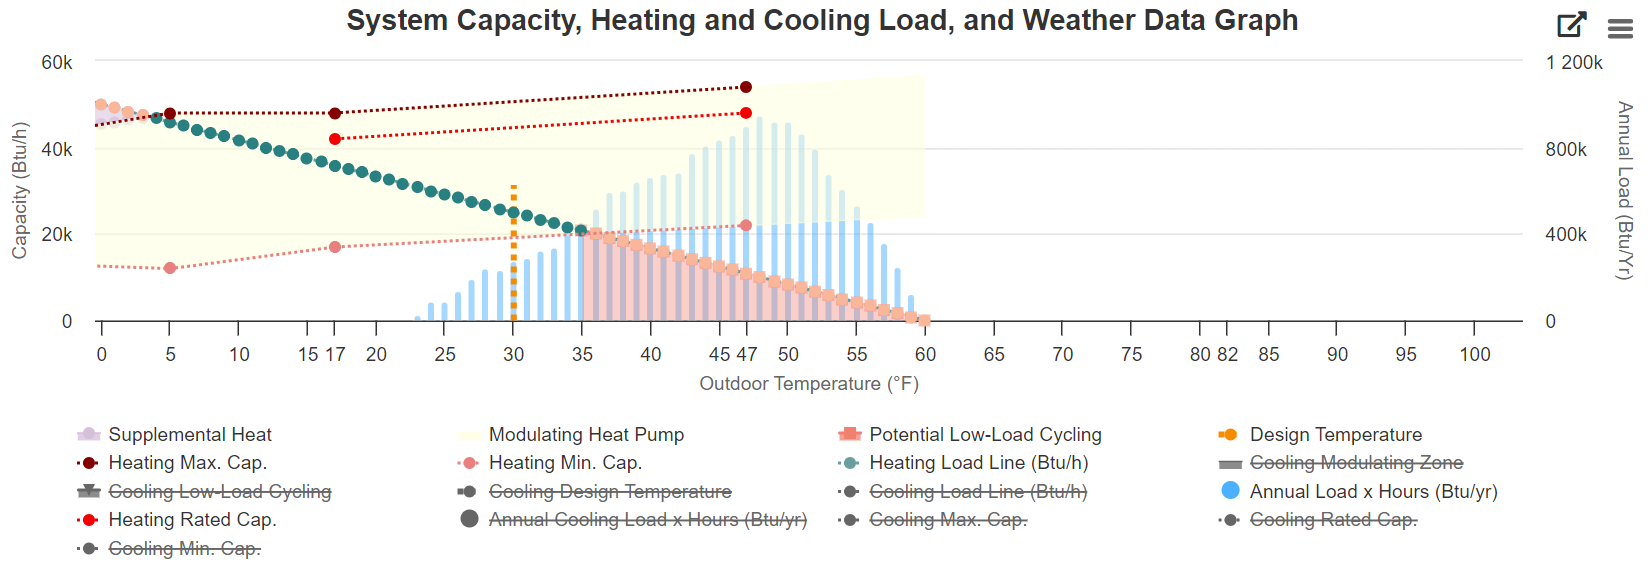 System Capacity, Heating and Cooling Load, and Weather Data Graph
60k 1 200k
40k 800k
20k 400k
0 0
Capacity (Btu/h)
Annual Load (Btu/Yr)
0 5 10 15 17 20 25 30 35 40 45 47 50 55 60 65 70 75 80 82 85 90 95 100
Outdoor Temperature (°F)
Supplemental Heat Modulating Heat Pump Potential Low-Load Cycling Design Temperature
Heating Max. Cap. Heating Min. Cap. Heating Load Line (Btu/h) Cooling Modulating Zone
Cooling Low-Load Cycling Cooling Design Temperature Cooling Load Line (Btu/h) Annual Load x Hours (Btu/yr)
Heating Rated Cap. Annual Cooling Load x Hours (Btu/yr) Cooling Max. Cap. Cooling Rated Cap.
Cooling Min. Cap.